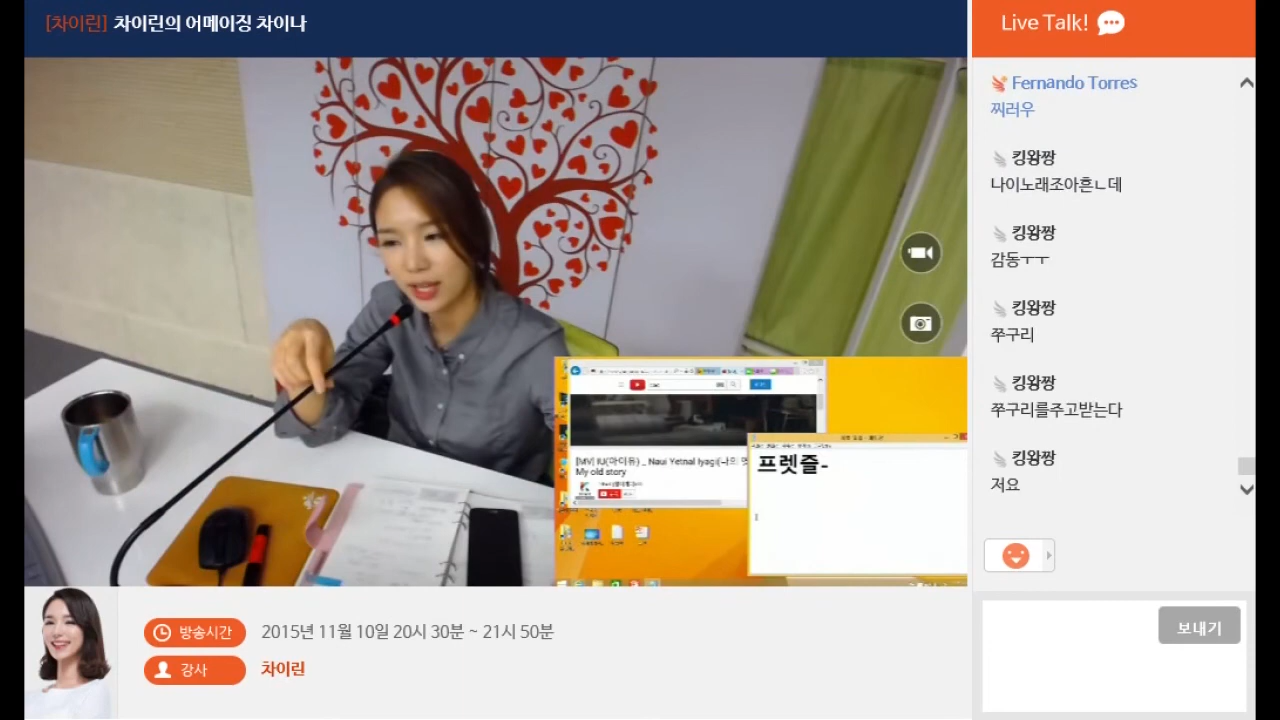 [차이린] 차이린의 어메이징 차이나
Live Talk!
Fernando Torres
찌러우
킹왕짱
나이노래조아흔ㄴ데
킹왕짱
감동ㅜㅜ
킹왕짱
쭈구리
킹왕짱
쭈구리를주고받는다
킹왕짱
저요
[MV] IU(아이유) _ Naui Yetnal Iyagi(나의 옛
My old story
프렛즐-
방송시간 2015년 11월 10일 20시 30분 ~ 21시 50분
강사 차이린
보내기